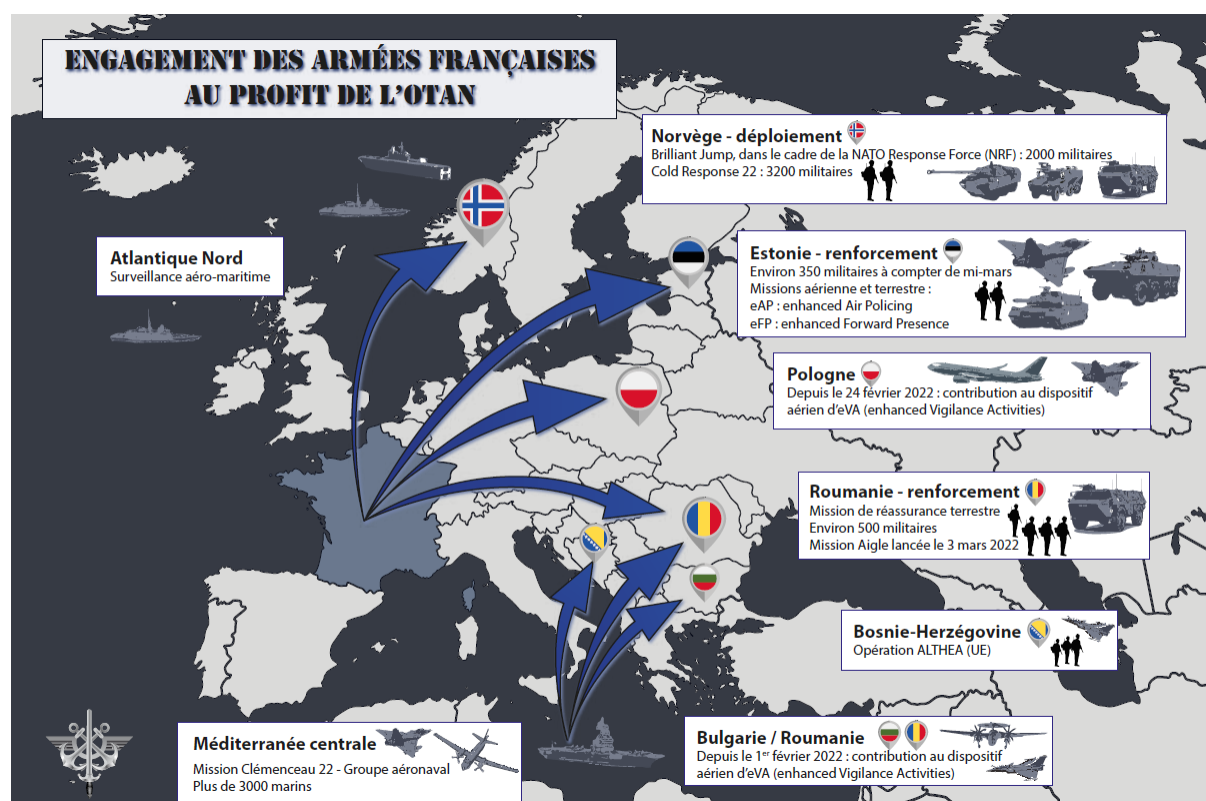 ENGAGEMENT DES ARMÉES FRANÇAISES
AU PROFIT DE L'OTAN
Norvège - déploiement
Brilliant Jump, dans le cadre de la NATO Response Force (NRF) : 2000 militaires
Cold Response 22 : 3200 militaires
Atlantique Nord
Surveillance aéro-maritime
Estonie - renforcement
Environ 350 militaires à compter de mi-mars
Missions aérienne et terrestre :
eAP : enhanced Air Policing
eFP : enhanced Forward Presence
Pologne
Depuis le 24 février 2022 : contribution au dispositif
aérien d'eVA (enhanced Vigilance Activities)
Roumanie - renforcement
Mission de réassurance terrestre
Environ 500 militaires
Mission Aigle lancée le 3 mars 2022
Bosnie-Herzégovine
Opération ALTHEA (UE)
Méditerranée centrale
Mission Clémenceau 22 - Groupe aéronaval
Plus de 3000 marins
Bulgarie / Roumanie
Depuis le 1er février 2022 : contribution au dispositif
aérien d'eVA (enhanced Vigilance Activities)